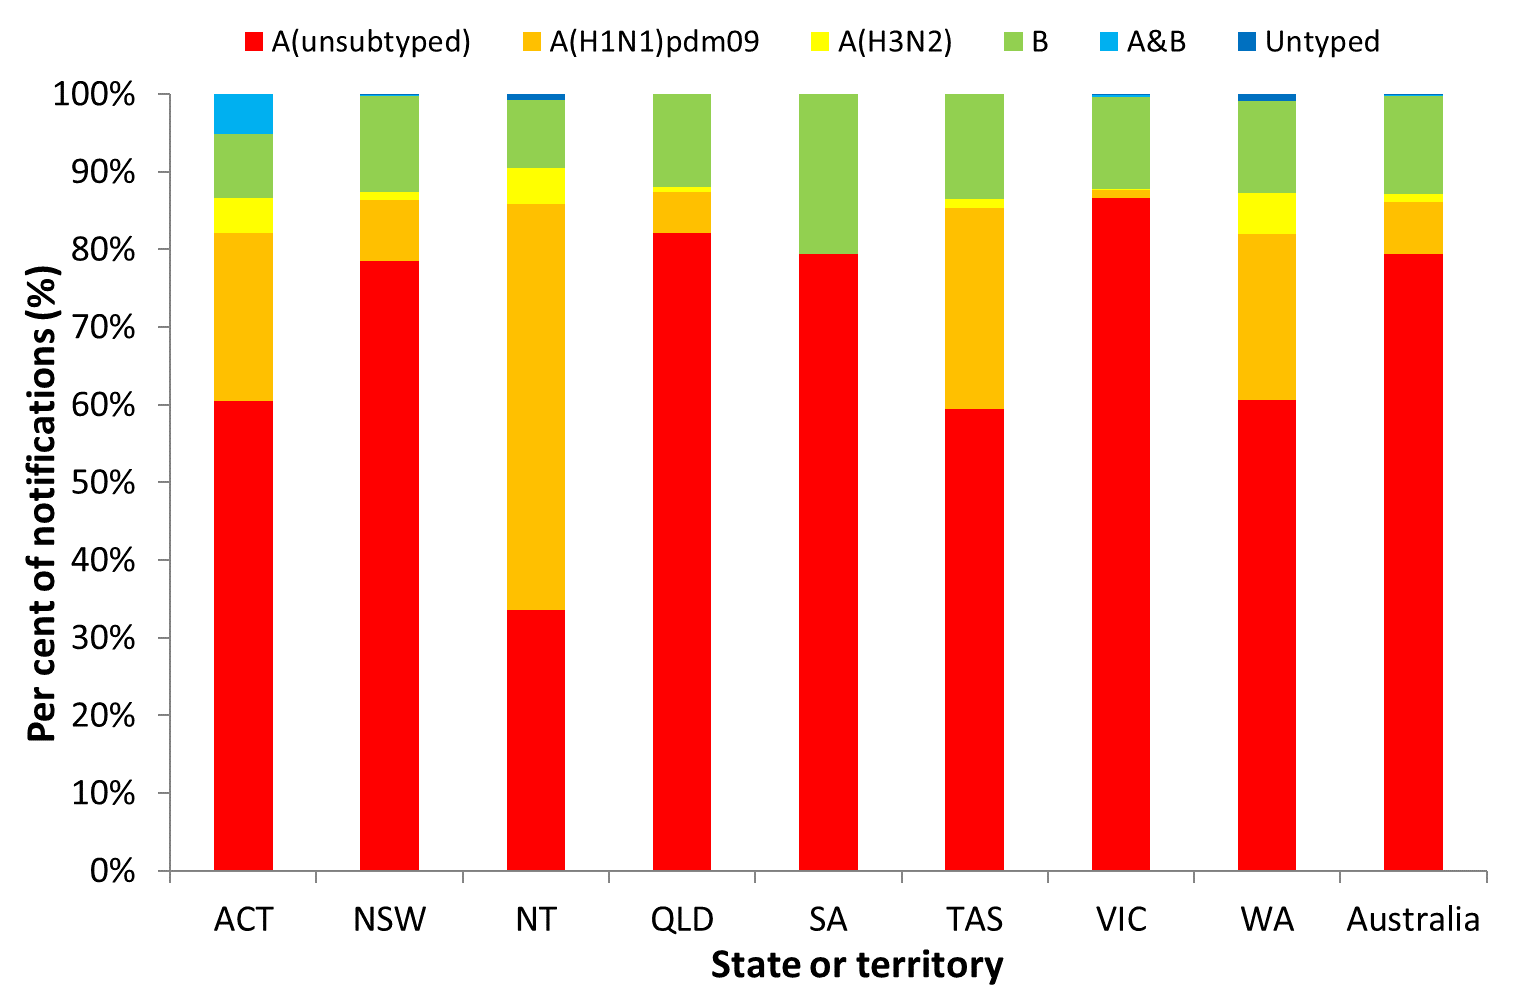 A(unsubtyped) A(H1N1)pdm09 A(H3N2) B A&B Untyped
100%
90%
80%
70%
60%
50%
40%
30%
20%
10%
0%
Per cent of notifications (%)
ACT NSW NT QLD SA TAS VIC WA Australia
State or territory